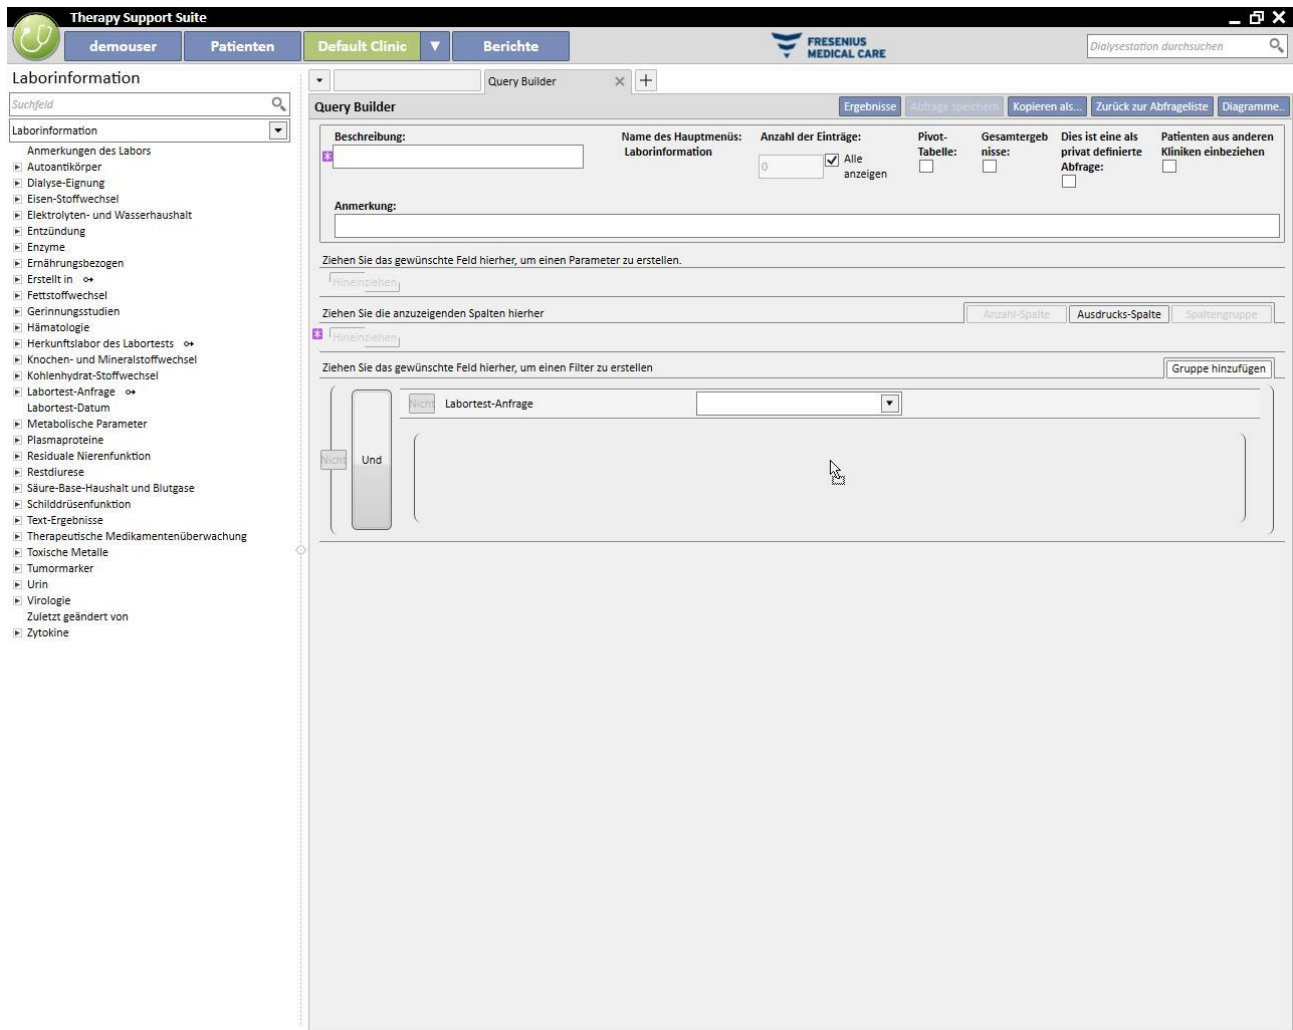 Therapy Support Suite
demouser
Patienten
Default Clinic
Berichte
FRESENIUS
MEDICAL CARE
Dialysestation durchsuchen
Laborinformation
Suchfeld
Laborinformation
Anmerkungen des Labors
Autoantikörper
Dialyse-Eignung
Eisen-Stoffwechsel
Elektrolyten- und Wasserhaushalt
Entzündung
Enzyme
Ernährungsbezogen
Erstellt in
Fettstoffwechsel
Gerinnungsstudien
Hämatologie
Herkunftslabor des Labortests
Knochen- und Mineralstoffwechsel
Kohlenhydrat-Stoffwechsel
Labortest-Anfrage
Labortest-Datum
Metabolische Parameter
Plasmaproteine
Residuale Nierenfunktion
Restdiurese
Säure-Base-Haushalt und Blutgase
Schilddrüsenfunktion
Text-Ergebnisse
Therapeutische Medikamentenüberwachung
Toxische Metalle
Tumormarker
Urin
Virologie
Zuletzt geändert von
Zytokine
Query Builder
Query Builder
Ergebnisse
Abfrage speichern
Kopieren als...
Zurück zur Abfrageliste
Diagramme..
Beschreibung:
Name des Hauptmenüs:
Laborinformation
Anzahl der Einträge:
0
Alle
anzeigen
Pivot-
Tabelle:
Gesamtergeb
nisse:
Dies ist eine als
privat definierte
Abfrage:
Patienten aus anderen
Kliniken einbeziehen
Anmerkung:
Ziehen Sie das gewünschte Feld hierher, um einen Parameter zu erstellen.
Hineinziehen
Ziehen Sie die anzuzeigenden Spalten hierher
Anzahl-Spalte
Ausdrucks-Spalte
Spaltengruppe
Hineinziehen
Ziehen Sie das gewünschte Feld hierher, um einen Filter zu erstellen
Gruppe hinzufügen
Nicht
Labortest-Anfrage
Nicht
Und